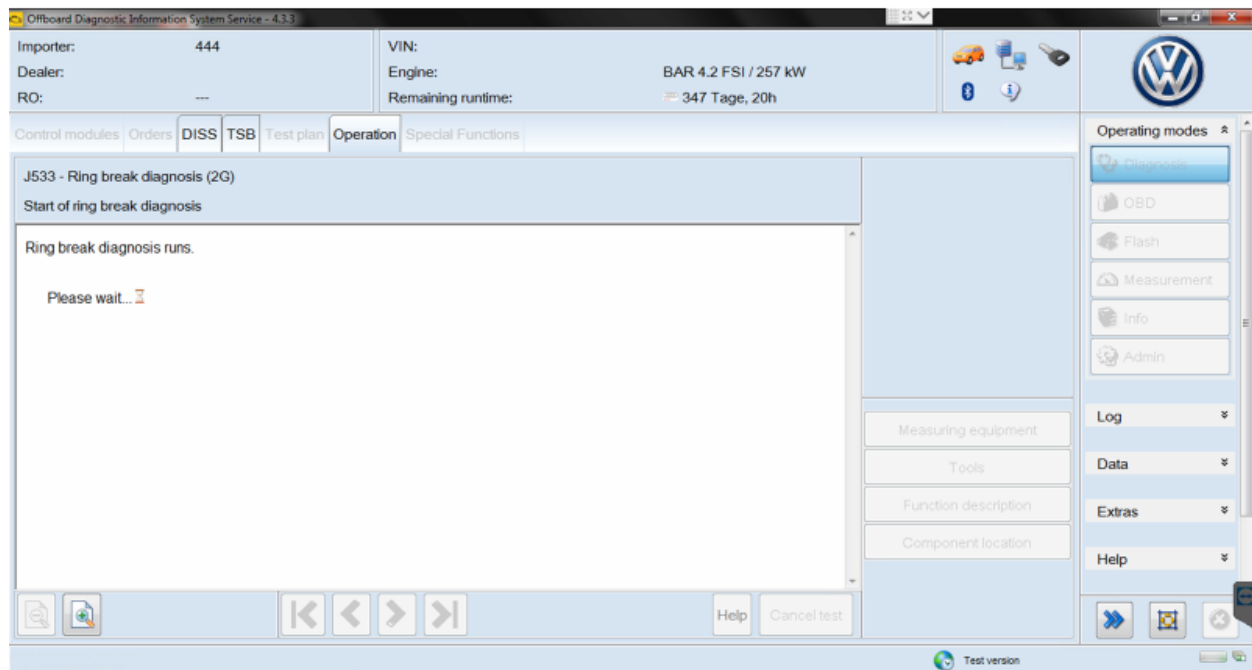 Offboard Diagnostic Information System Service - 4.3.3
Importer: 444
Dealer:
RO: ---
VIN:
Engine: BAR 4.2 FSI / 257 kW
Remaining runtime: 347 Tage, 20h
Control modules Orders DISS TSB Test plan Operation Special Functions
J533 - Ring break diagnosis (2G)
Start of ring break diagnosis
Ring break diagnosis runs.
Please wait...
Measuring equipment
Tools
Function description
Component location
Help Cancel test
Operating modes
Diagnosis
OBD
Flash
Measurement
Info
Admin
Log
Data
Extras
Help
Test version